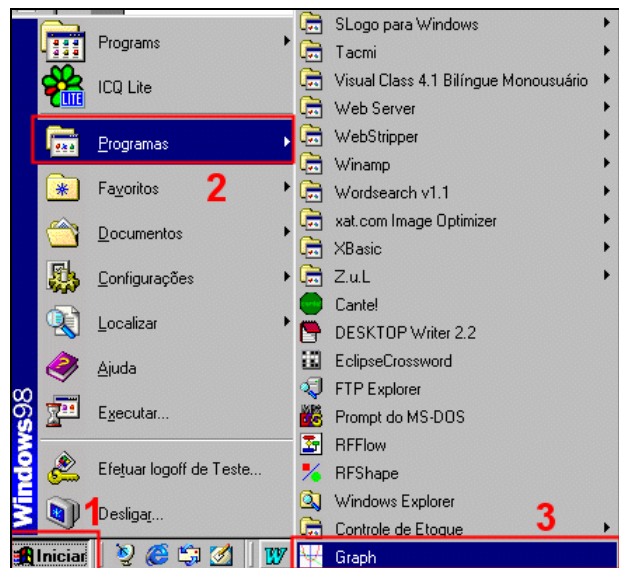 Programs
ICQ Lite
LITE
Programas
2
Favoritos
Documentos
Configurações
Localizar
Ajuda
Executar...
Efetuar logoff de Teste...
Desligar...
1
Windows98
Iniciar
SLogo para Windows
Tacmi
Visual Class 4.1 Bilíngue Monousuário
Web Server
WebStripper
Winamp
Wordsearch v1.1
xat.com Image Optimizer
XBasic
Z.u.L
Cante!
DESKTOP Writer 2.2
EclipseCrossword
FTP Explorer
Prompt do MS-DOS
RFFlow
RFShape
Windows Explorer
Controle de Etoque
3
Graph